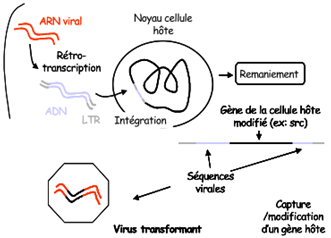 ARN viral
Noyau cellule
hôte
Rétro-
transcription
Remaniement
ADN
LTR
Intégration
Gène de la cellule hôte
modifié (ex: src)
Séquences
virales
Capture
/modification
d'un gène hôte
Virus transformant